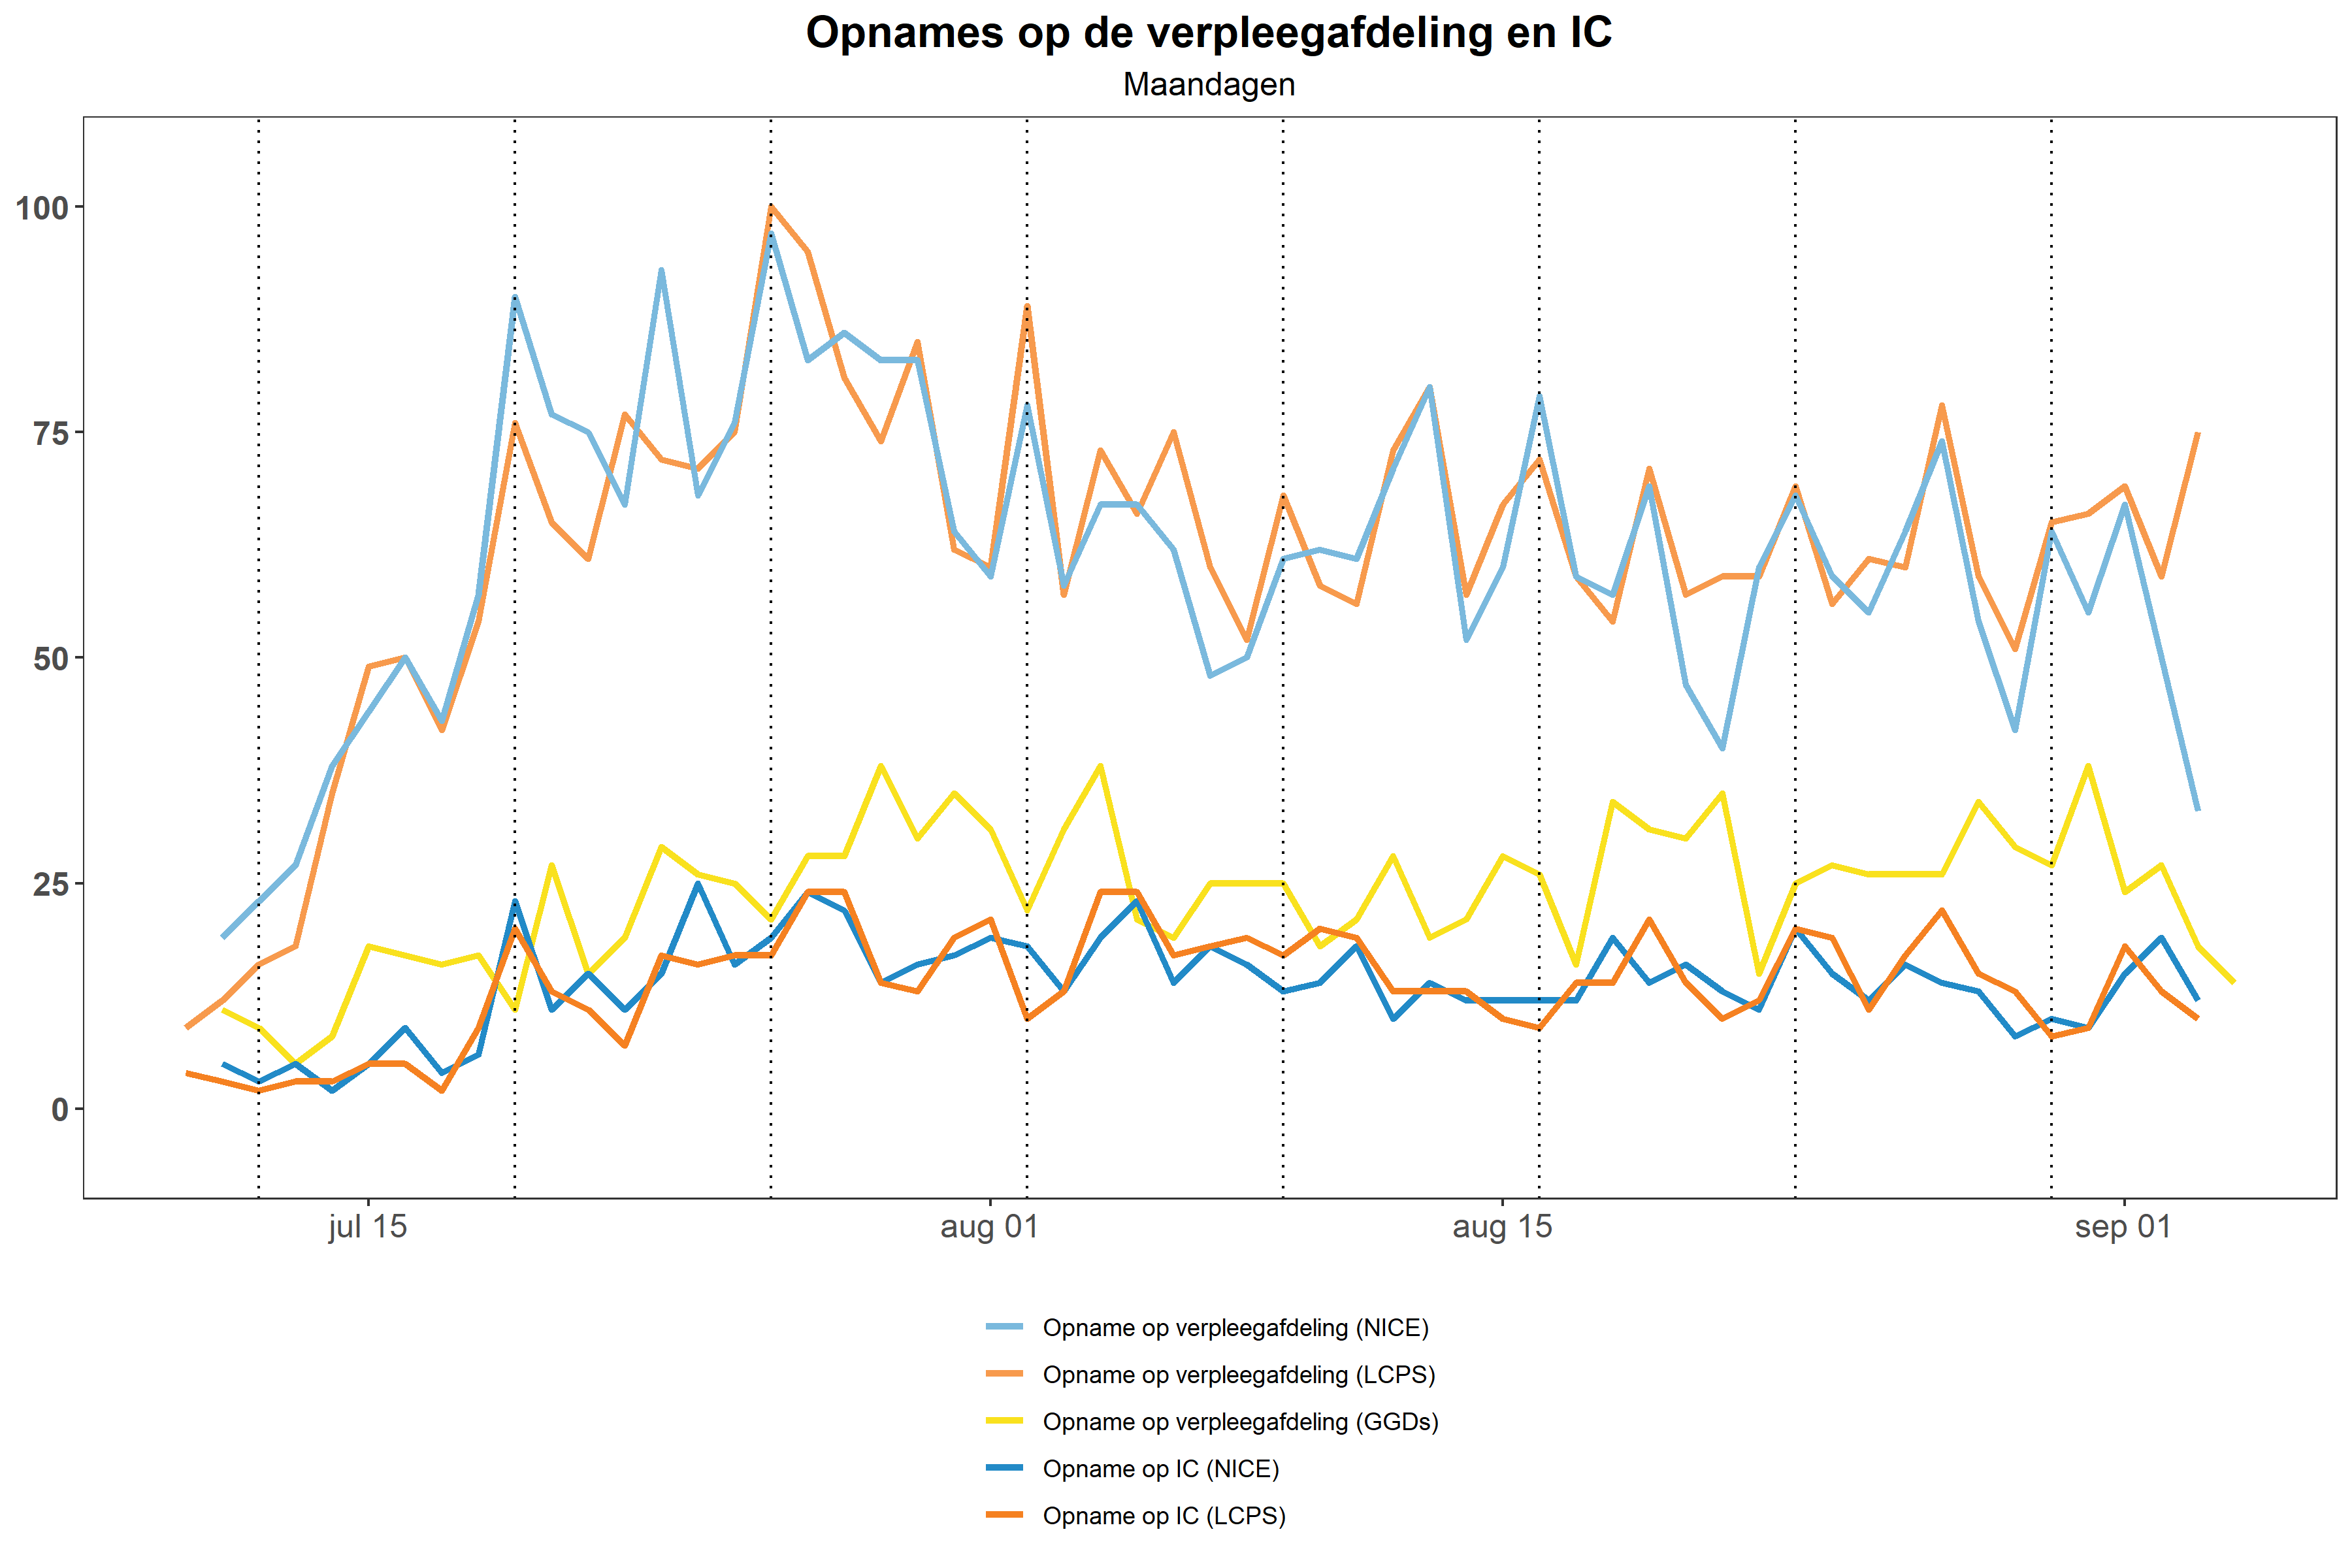 Opnames op de verpleegafdeling en IC
Maandagen
100
75
50
25
0
jul 15 aug 01 aug 15 sep 01
Opname op verpleegafdeling (NICE)
Opname op verpleegafdeling (LCPS)
Opname op verpleegafdeling (GGDs)
Opname op IC (NICE)
Opname op IC (LCPS)